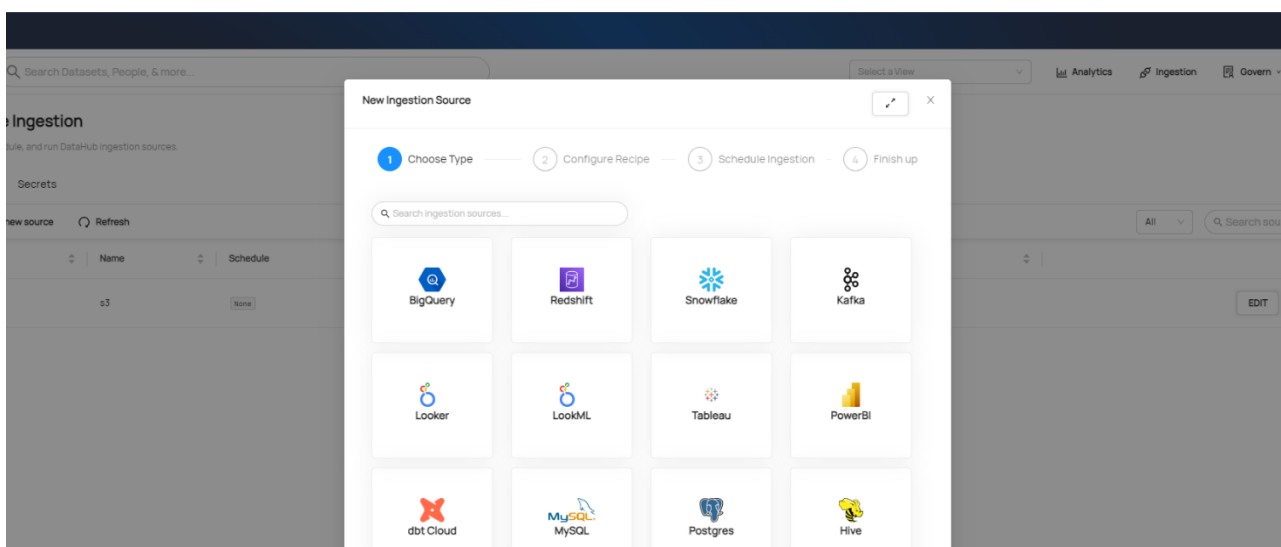 Search Datasets, People, & more...
Select a View
Analytics
Ingestion
Govern
New Ingestion Source
X
e Ingestion
dule, and run DataHub ingestion sources.
1 Choose Type
2 Configure Recipe
3 Schedule Ingestion
4 Finish up
Secrets
new source
Refresh
Search ingestion sources...
All
Search sou
Name
Schedule
s3
None
EDIT
BigQuery
Redshift
Snowflake
Kafka
Looker
LookML
Tableau
PowerBI
dbt Cloud
MySQL
MySQL
Postgres
Hive